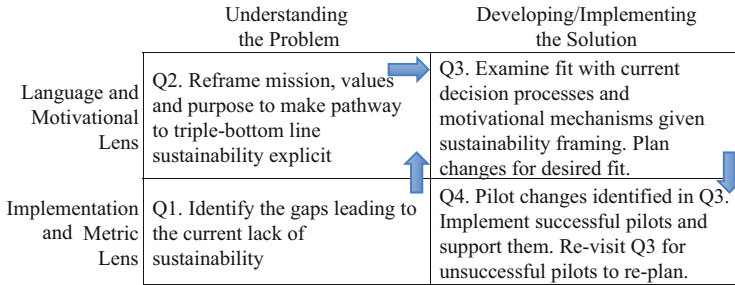 Understanding
the Problem
Developing/Implementing
the Solution
Language and
Motivational
Lens
Q2. Reframe mission, values
and purpose to make pathway
to triple-bottom line
sustainability explicit
Q3. Examine fit with current
decision processes and
motivational mechanisms given
sustainability framing. Plan
changes for desired fit.
Implementation
and Metric
Lens
Q1. Identify the gaps leading to
the current lack of
sustainability
Q4. Pilot changes identified in Q3.
Implement successful pilots and
support them. Re-visit Q3 for
unsuccessful pilots to re-plan.